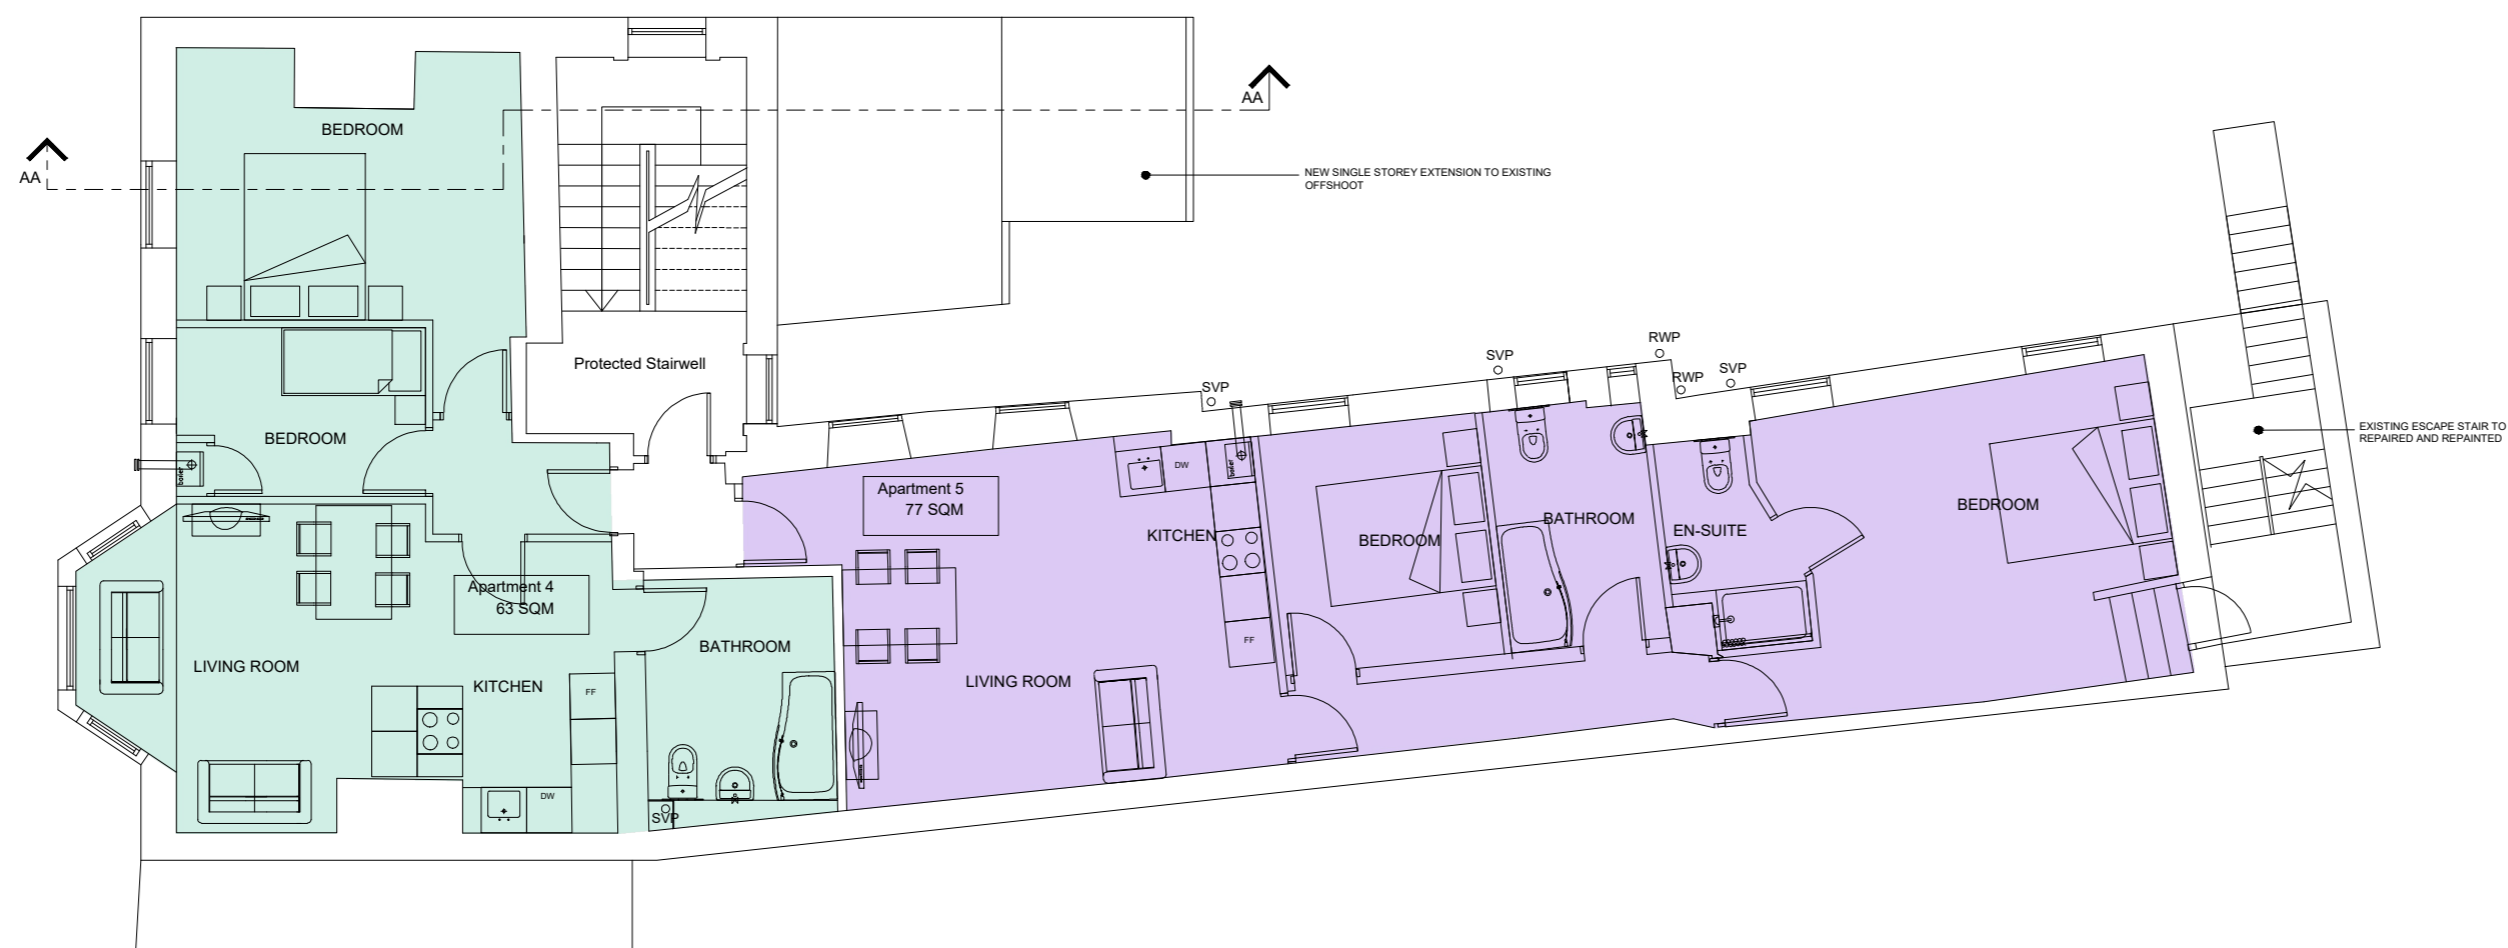 AA
BEDROOM
AA
NEW SINGLE STOREY EXTENSION TO EXISTING
OFFSHOOT
Protected Stairwell
BEDROOM
boiler
SVP
SVP
RWP
RWP
SVP
EXISTING ESCAPE STAIR TO
REPAIRED AND REPAINTED
Apartment 5
77 SQM
DW
boiler
KITCHEN
FF
BEDROOM
BATHROOM
EN-SUITE
BEDROOM
LIVING ROOM
Apartment 4
63 SQM
LIVING ROOM
KITCHEN
FF
DW
BATHROOM
SVP